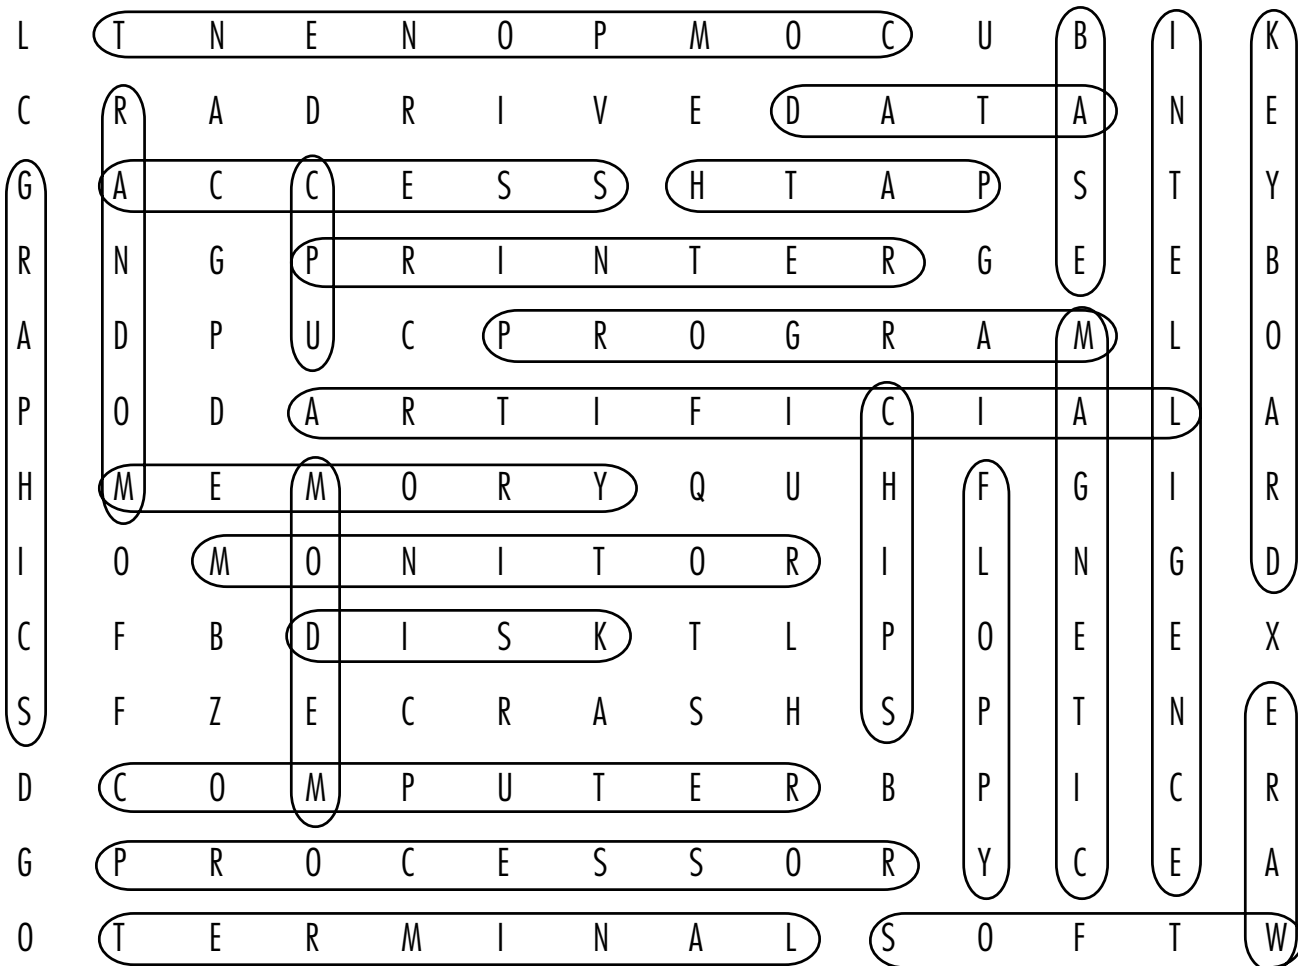 L T N E N O P M O C U B I K
C R A D R I V E D A T A N E
G A C C E S S H T A P S T Y
R N G P R I N T E R G E E B
A D P U C P R O G R A M L O
P O D A R T I F I C I A L A
H M E M O R Y Q U H F G I R
I O M O N I T O R I L N G D
C F B D I S K T L P O E E X
S F Z E C R A S H S P T N E
D C O M P U T E R B P I C R
G P R O C E S S O R Y C E A
O T E R M I N A L S O F T W